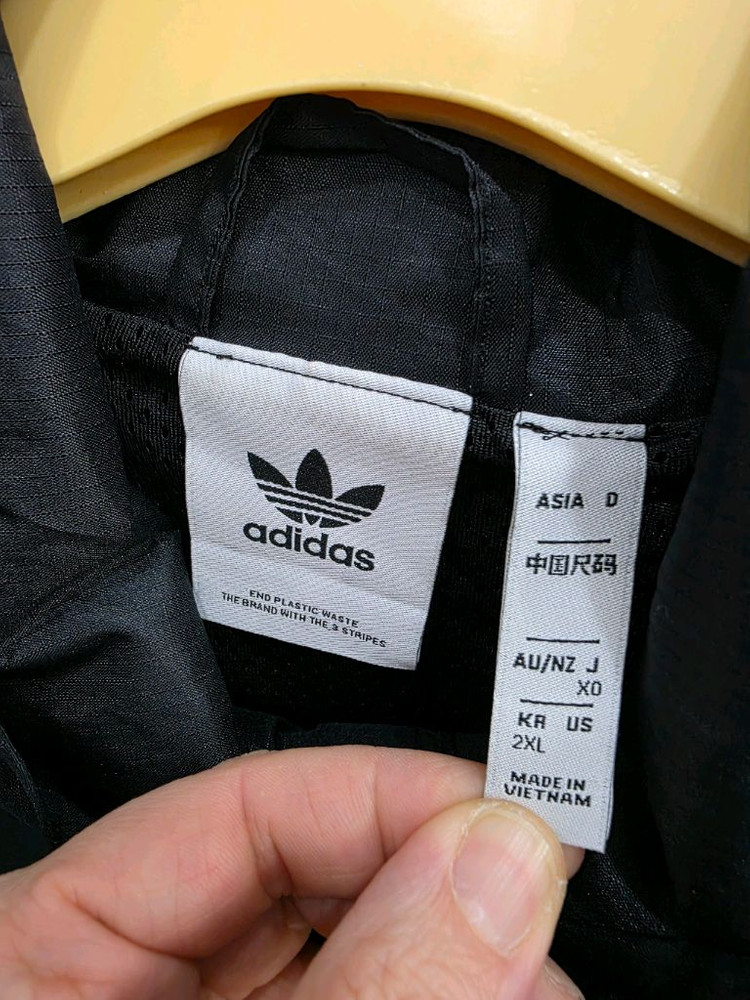 adidas
END PLASTIC WASTE
THE BRAND WITH THE 3 STRIPES
ASIA D
中国尺码
AU/NZ J
XO
KR US
2XL
MADE IN
VIETNAM